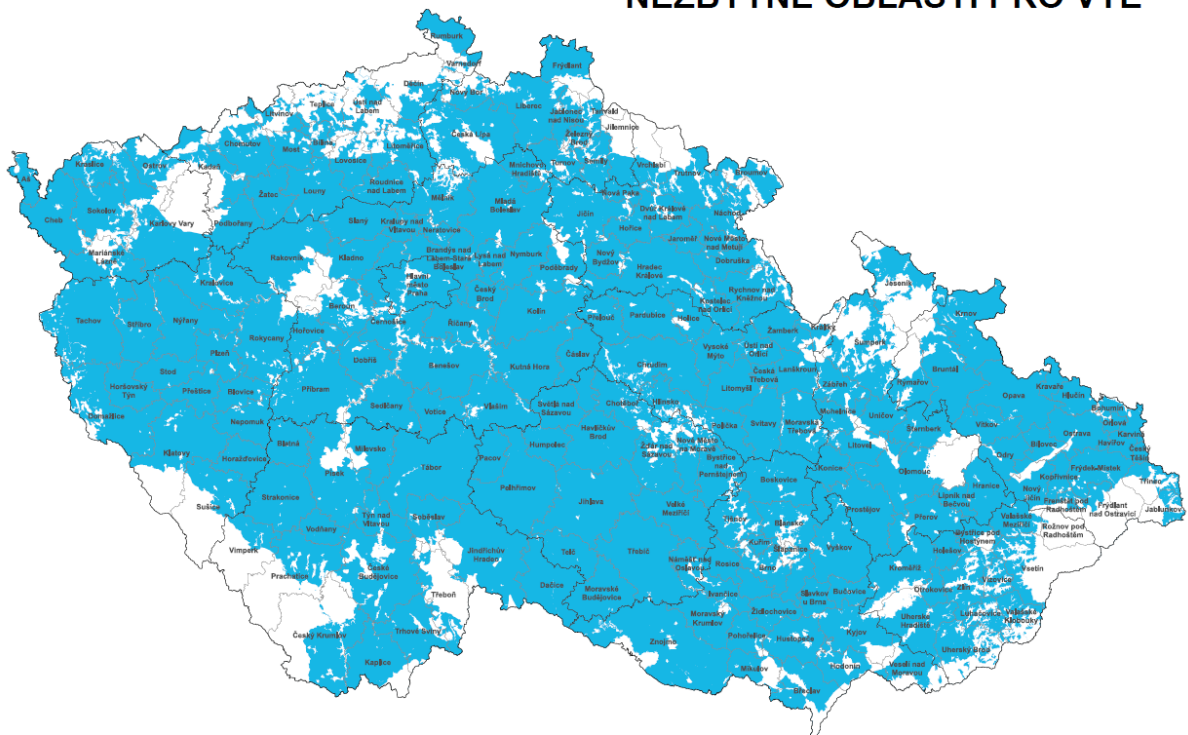 NEZBYTNÉ OBLASTI PRO VTE
Rumburk
Varnsdorf
Frýdlant
Děčín
Nový Bor
Teplice
Ústí nad
Labem
Litvínov
Liberec
Jablonec
nad Nisou
Tanvald
Jilemnice
Česká Lípa
Železný
Brod
Chomutov
Most
Bílina
Litoměřice
Lovosice
Semily
Turnov
Vrchlabí
Trutnov
Broumov
Mnichovo
Hradiště
Kraslice
Ostrov
Kadaň
Aš
Žatec
Louny
Roudnice
nad Labem
Mělník
Mladá
Boleslav
Nová Paka
Jičín
Dvůr Králové
nad Labem
Náchod
Hořice
Cheb
Sokolov
Karlovy Vary
Podbořany
Slaný
Kralupy nad
Vltavou
Neratovice
Jaroměř
Nové Město
nad Metují
Mariánské
Lázně
Rakovník
Kladno
Brandýs nad
Labem-Stará
Boleslav
Lysá nad
Labem
Nymburk
Poděbrady
Nový
Bydžov
Hradec
Králové
Dobruška
Hlavní
město
Praha
Český
Brod
Rychnov nad
Kněžnou
Kostelec
nad Orlicí
Jeseník
Kralovice
Beroun
Kolín
Přelouč
Pardubice
Holice
Krnov
Tachov
Stříbro
Nýřany
Hořovice
Černošice
Říčany
Žamberk
Králíky
Šumperk
Rokycany
Plzeň
Dobříš
Benešov
Čáslav
Kutná Hora
Chrudim
Vysoké
Mýto
Ústí nad
Orlicí
Česká
Třebová
Lanškroun
Zábřeh
Rýmařov
Bruntál
Stod
Horšovský
Týn
Přeštice
Blovice
Příbram
Sedlčany
Votice
Vlašim
Světlá nad
Sázavou
Chotěboř
Hlinsko
Litomyšl
Svitavy
Moravská
Třebová
Mohelnice
Uničov
Šternberk
Vítkov
Opava
Kravaře
Hlučín
Bohumín
Orlová
Karviná
Havířov
Český
Těšín
Ostrava
Domažlice
Nepomuk
Polička
Havlíčkův
Brod
Klatovy
Horažďovice
Blatná
Milevsko
Písek
Tábor
Pacov
Humpolec
Žďár nad
Sázavou
Nové Město
na Moravě
Bystřice
nad
Pernštejnem
Litovel
Olomouc
Konice
Odry
Bílovec
Frýdek-Místek
Kopřivnice
Třinec
Jablunkov
Strakonice
Pelhřimov
Jihlava
Velké
Meziříčí
Boskovice
Prostějov
Přerov
Lipník nad
Bečvou
Hranice
Nový
Jičín
Frenštát pod
Radhoštěm
Frýdlant
nad Ostravicí
Rožnov pod
Radhoštěm
Valašské
Meziříčí
Sušice
Vodňany
Týn nad
Vltavou
Soběslav
Tišnov
Blansko
Kuřim
Šlapanice
Brno
Vyškov
Bystřice pod
Hostýnem
Holešov
Vsetín
Vimperk
Prachatice
České
Budějovice
Jindřichův
Hradec
Telč
Třebíč
Náměšť nad
Oslavou
Rosice
Kroměříž
Otrokovice
Zlín
Vizovice
Třeboň
Dačice
Moravské
Budějovice
Ivančice
Slavkov
u Brna
Bučovice
Židlochovice
Uherské
Hradiště
Luhačovice
Valašské
Klobouky
Český Krumlov
Trhové Sviny
Kaplice
Znojmo
Moravský
Krumlov
Pohořelice
Hustopeče
Kyjov
Uherský Brod
Veselí nad
Moravou
Hodonín
Mikulov
Břeclav